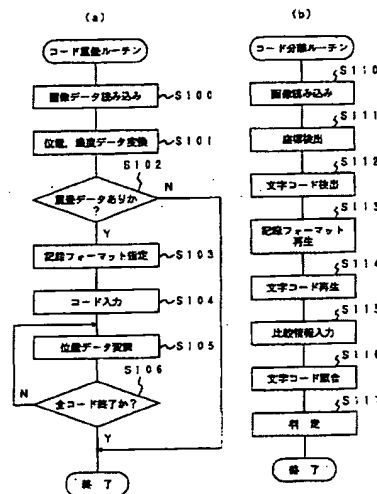 (a)
コード重畳ルーチン
画像データ読み込み
S100
位置、濃度データ変換
S101
S102
重畳データありか
?
N
Y
記録フォーマット指定
S103
コード入力
S104
位置データ変換
S105
S106
全コード終了か?
N
Y
終了
(b)
コード分離ルーチン
S110
画像読み込み
S111
座標検出
S112
文字コード検出
S113
記録フォーマット
再生
S114
文字コード再生
S115
比較情報入力
S116
文字コード照合
S117
判定
終了